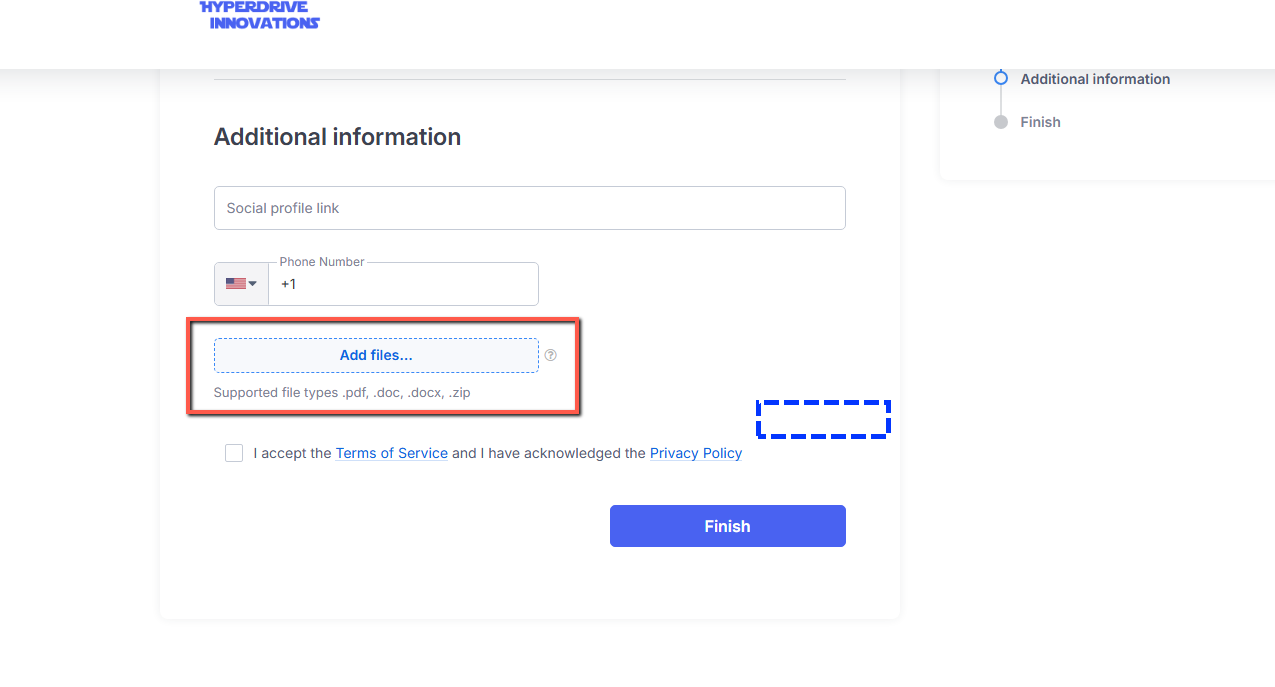 HYPERDRIVE
INNOVATIONS
Additional information
Finish
Additional information
Social profile link
Phone Number
+1
Add files...
?
Supported file types .pdf, .doc, .docx, .zip
I accept the Terms of Service and I have acknowledged the Privacy Policy
Finish